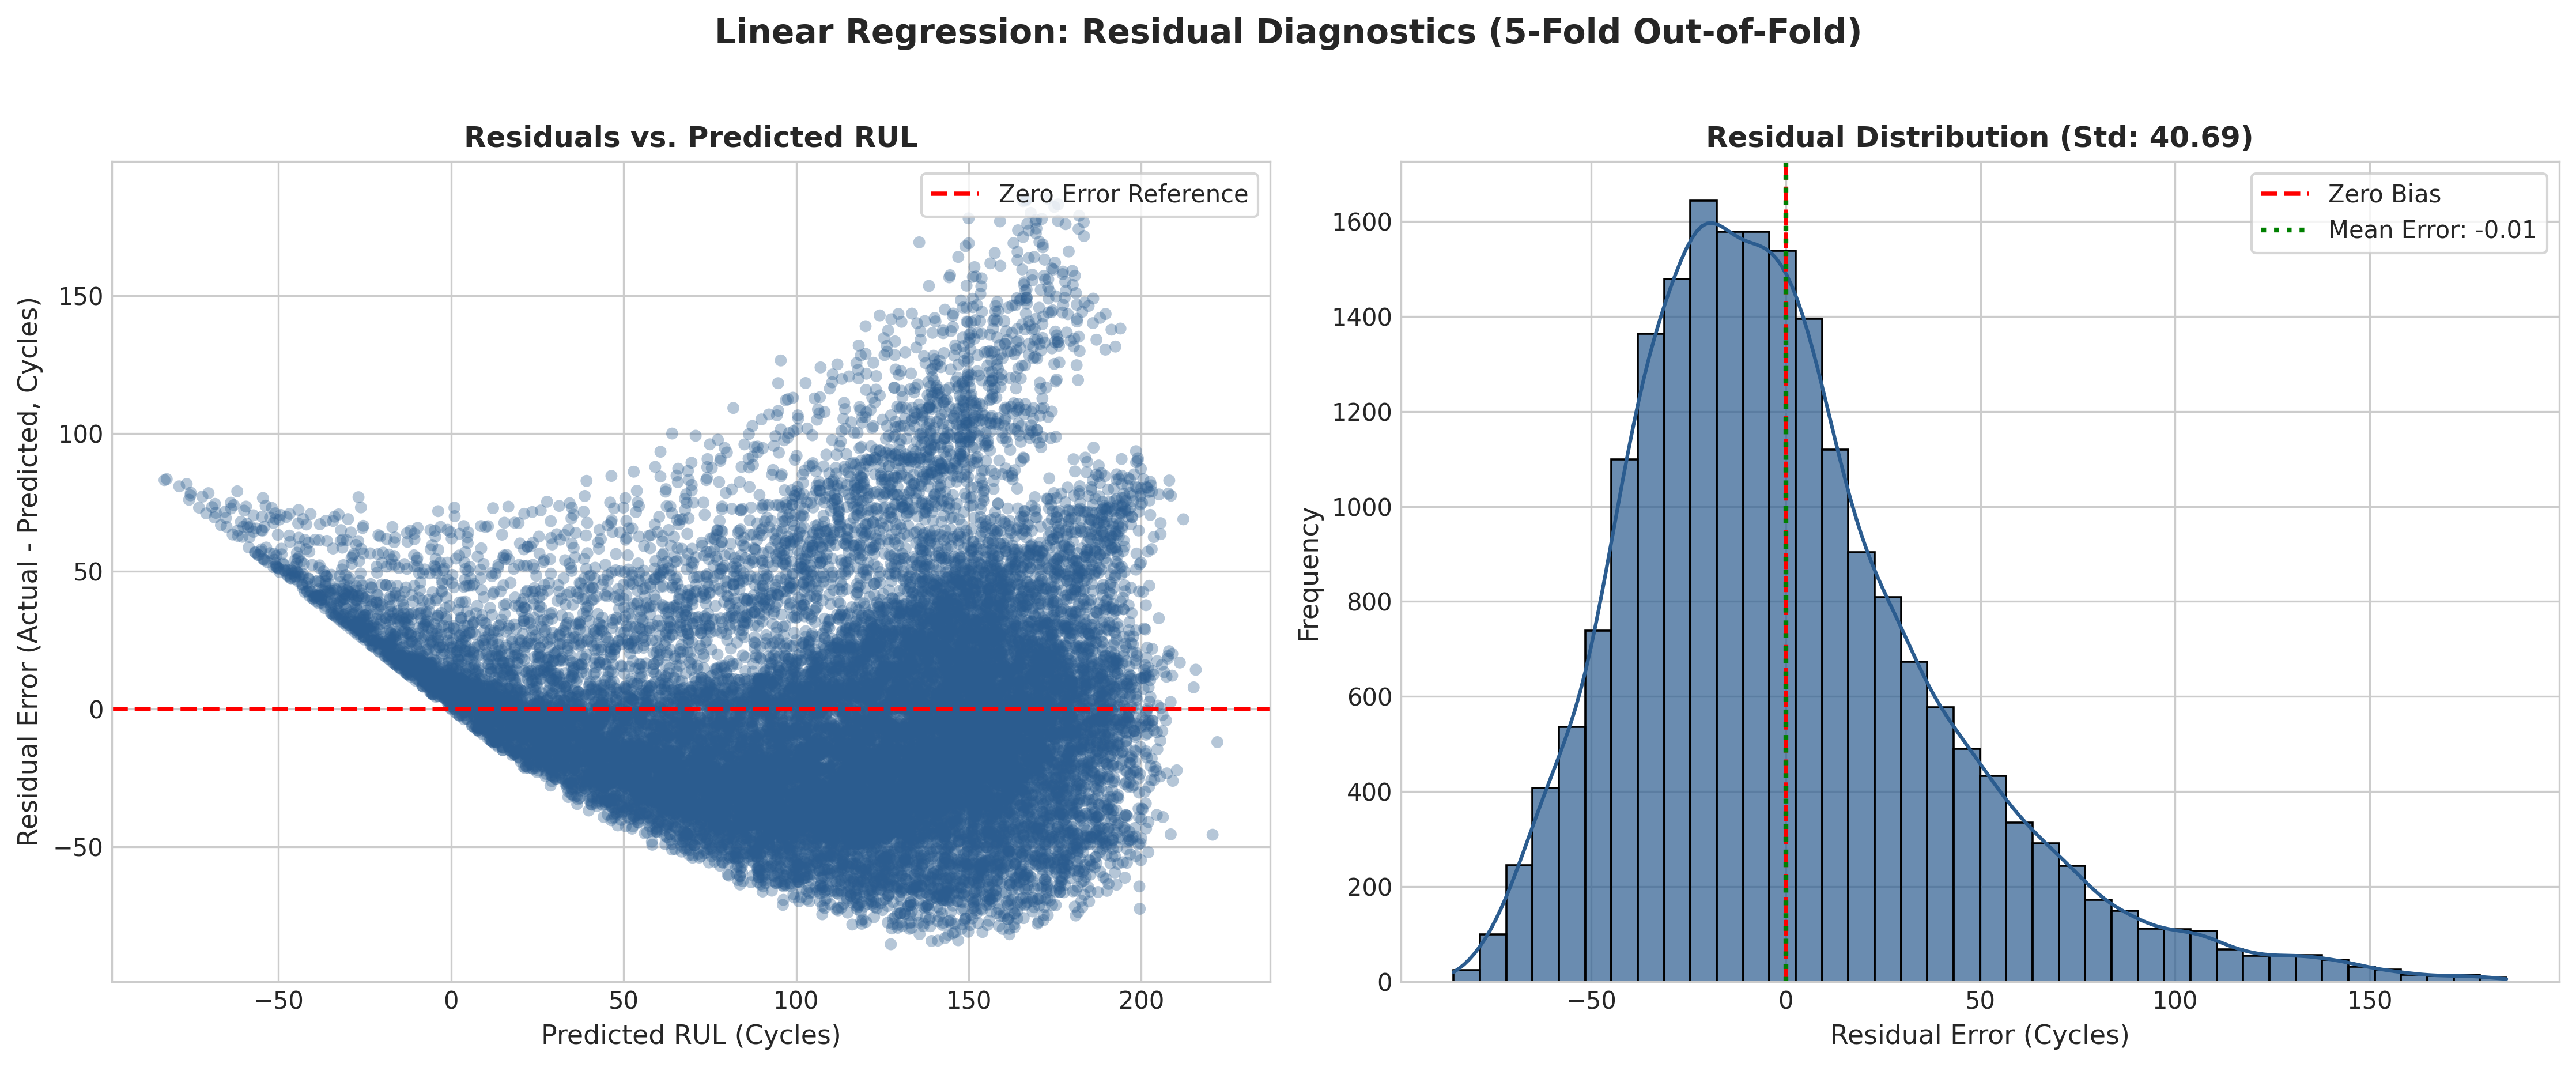 Linear Regression: Residual Diagnostics (5-Fold Out-of-Fold)
Residuals vs. Predicted RUL
Zero Error Reference
Residual Error (Actual - Predicted, Cycles)
150
100
50
0
−50
−50
0
50
100
150
200
Predicted RUL (Cycles)
Residual Distribution (Std: 40.69)
Zero Bias
Mean Error: -0.01
Frequency
1600
1400
1200
1000
800
600
400
200
0
−50
0
50
100
150
Residual Error (Cycles)